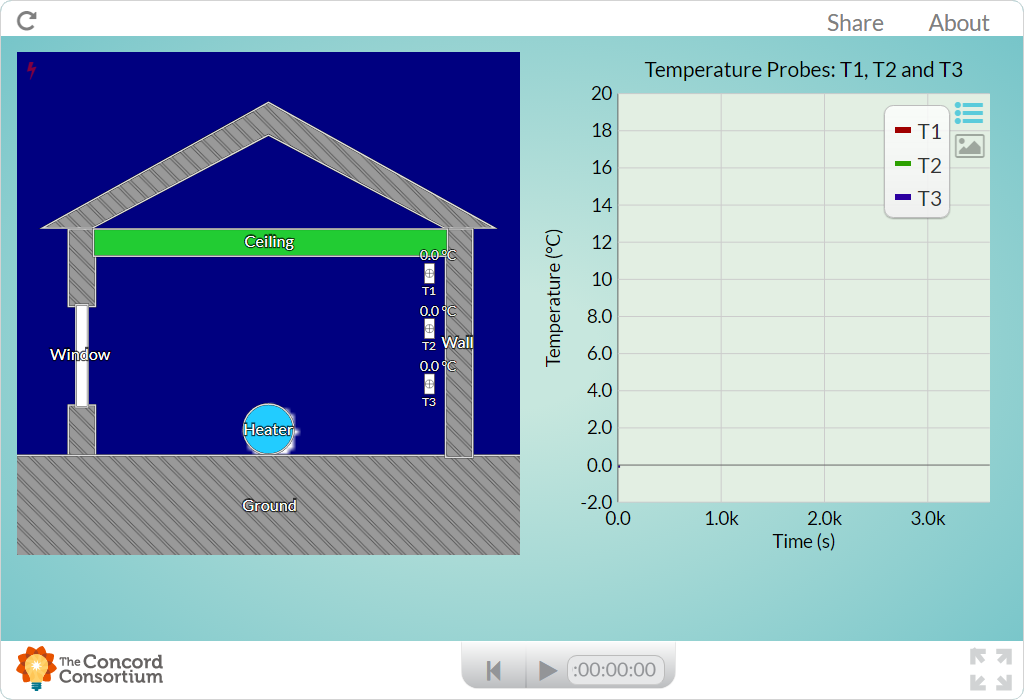 Share About
Temperature Probes: T1, T2 and T3
Ceiling
0.0 °C
T1
0.0 °C
T2
Wall
0.0 °C
T3
Window
Heater
Ground
Temperature (°C)
20
18
16
14
12
10
8.0
6.0
4.0
2.0
0.0
-2.0
T1
T2
T3
0.0 1.0k 2.0k 3.0k
Time (s)
The Concord
Consortium
:00:00:00